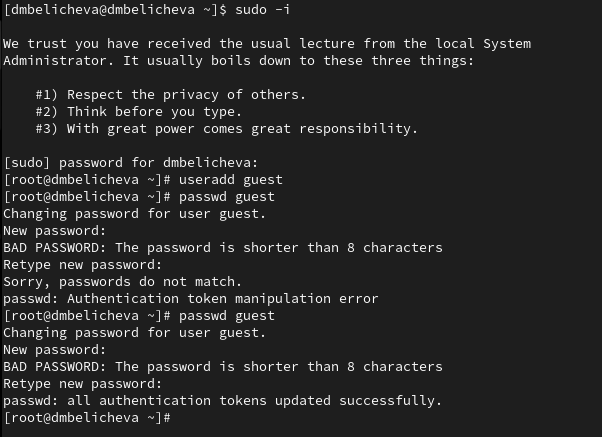 [dmbelicheva@dmbelicheva ~]$ sudo -i

We trust you have received the usual lecture from the local System
Administrator. It usually boils down to these three things:

    #1) Respect the privacy of others.
    #2) Think before you type.
    #3) With great power comes great responsibility.

[sudo] password for dmbelicheva:
[root@dmbelicheva ~]# useradd guest
[root@dmbelicheva ~]# passwd guest
Changing password for user guest.
New password:
BAD PASSWORD: The password is shorter than 8 characters
Retype new password:
Sorry, passwords do not match.
passwd: Authentication token manipulation error
[root@dmbelicheva ~]# passwd guest
Changing password for user guest.
New password:
BAD PASSWORD: The password is shorter than 8 characters
Retype new password:
passwd: all authentication tokens updated successfully.
[root@dmbelicheva ~]#